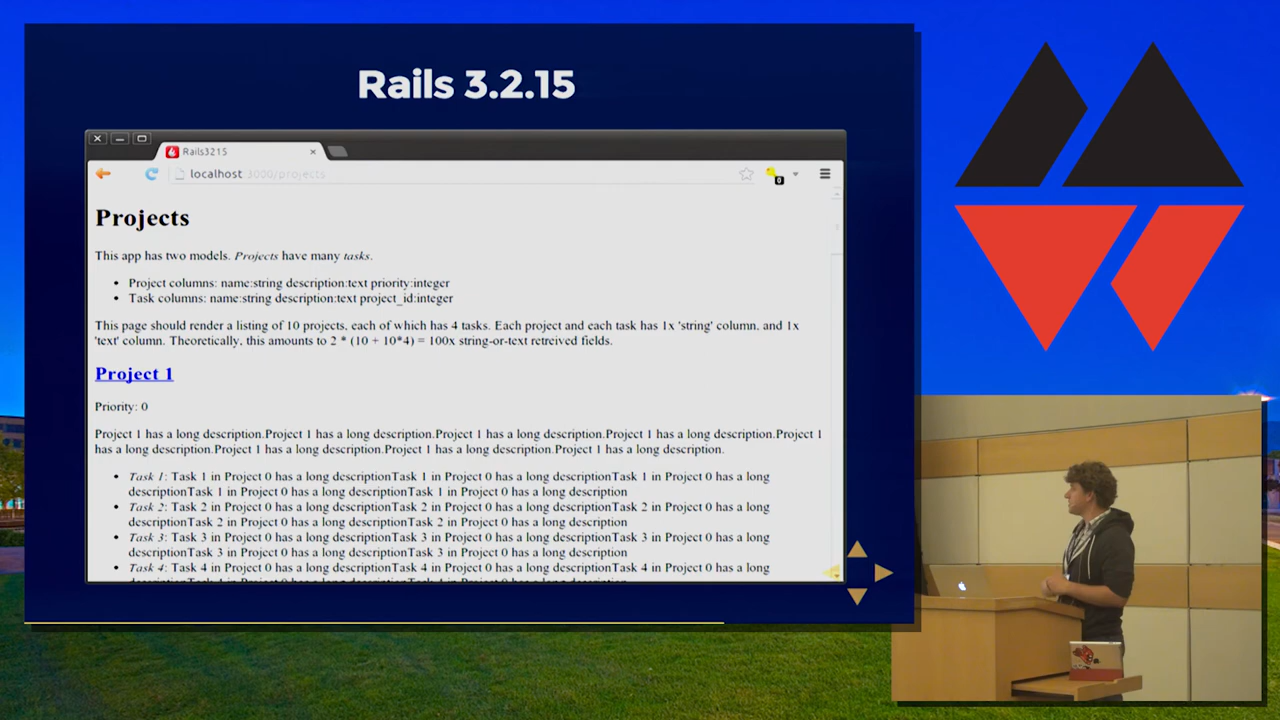 Rails 3.2.15
Rails3215
localhost:3000/projects
0
Projects
This app has two models. Projects have many tasks.
• Project columns: name:string description:text priority:integer
• Task columns: name:string description:text project_id:integer
This page should render a listing of 10 projects, each of which has 4 tasks. Each project and each task has 1x 'string' column, and 1x
'text' column. Theoretically, this amounts to 2 * (10 + 10*4) = 100x string-or-text retreived fields.
Project 1
Priority: 0
Project 1 has a long description.Project 1 has a long description.Project 1 has a long description.Project 1 has a long description.Project 1
has a long description.Project 1 has a long description.Project 1 has a long description.Project 1 has a long description.
• Task 1: Task 1 in Project 0 has a long descriptionTask 1 in Project 0 has a long descriptionTask 1 in Project 0 has a long
descriptionTask 1 in Project 0 has a long descriptionTask 1 in Project 0 has a long description
• Task 2: Task 2 in Project 0 has a long descriptionTask 2 in Project 0 has a long descriptionTask 2 in Project 0 has a long
descriptionTask 2 in Project 0 has a long descriptionTask 2 in Project 0 has a long description
• Task 3: Task 3 in Project 0 has a long descriptionTask 3 in Project 0 has a long descriptionTask 3 in Project 0 has a long
descriptionTask 3 in Project 0 has a long descriptionTask 3 in Project 0 has a long description
• Task 4: Task 4 in Project 0 has a long descriptionTask 4 in Project 0 has a long descriptionTask 4 in Project 0 has a long